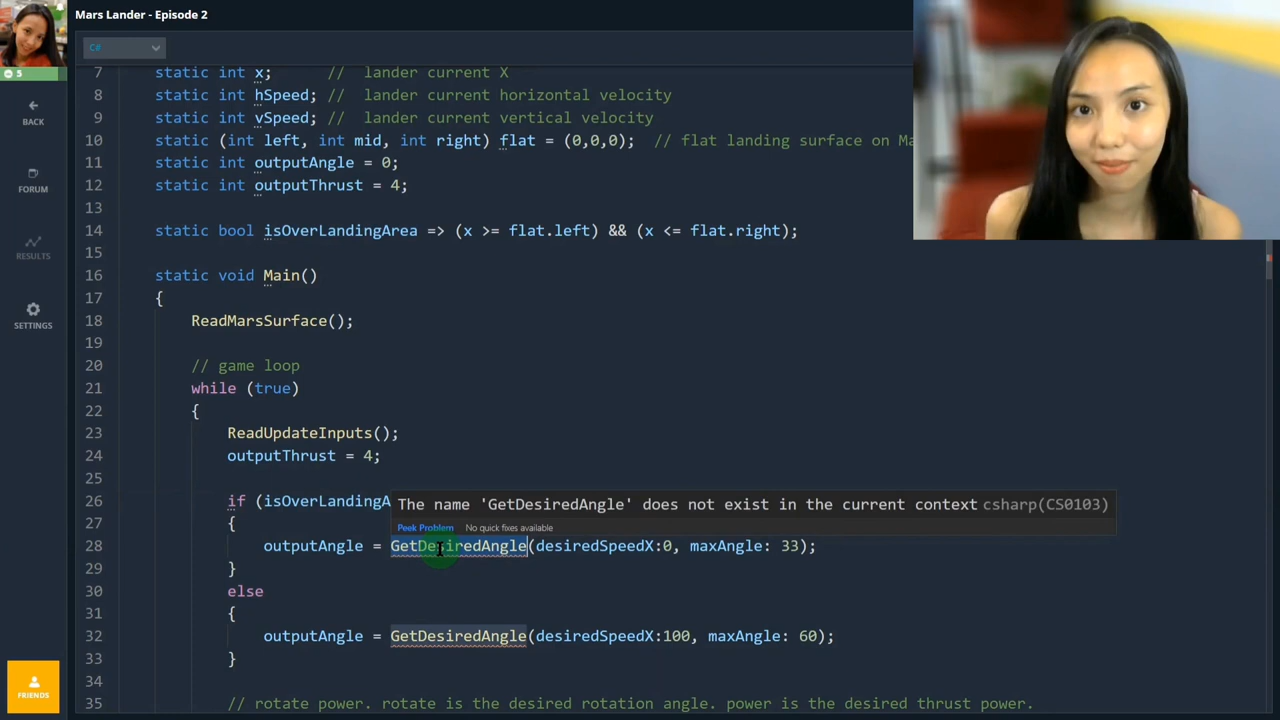 Mars Lander - Episode 2
C#
5
BACK
FORUM
RESULTS
SETTINGS
FRIENDS
7 static int x; // lander current X
8 static int hSpeed; // lander current horizontal velocity
9 static int vSpeed; // lander current vertical velocity
10 static (int left, int mid, int right) flat = (0,0,0); // flat landing surface on Ma
11 static int outputAngle = 0;
12 static int outputThrust = 4;
13
14 static bool isOverLandingArea => (x >= flat.left) && (x <= flat.right);
15
16 static void Main()
17 {
18 ReadMarsSurface();
19
20 // game loop
21 while (true)
22 {
23 ReadUpdateInputs();
24 outputThrust = 4;
25
26 if (isOverLandingA
The name 'GetDesiredAngle' does not exist in the current context csharp(CS0103)
27 {
Peek Problem No quick fixes available
28 outputAngle = GetDesiredAngle(desiredSpeedX:0, maxAngle: 33);
29 }
30 else
31 {
32 outputAngle = GetDesiredAngle(desiredSpeedX:100, maxAngle: 60);
33 }
34
35 // rotate power. rotate is the desired rotation angle. power is the desired thrust power.